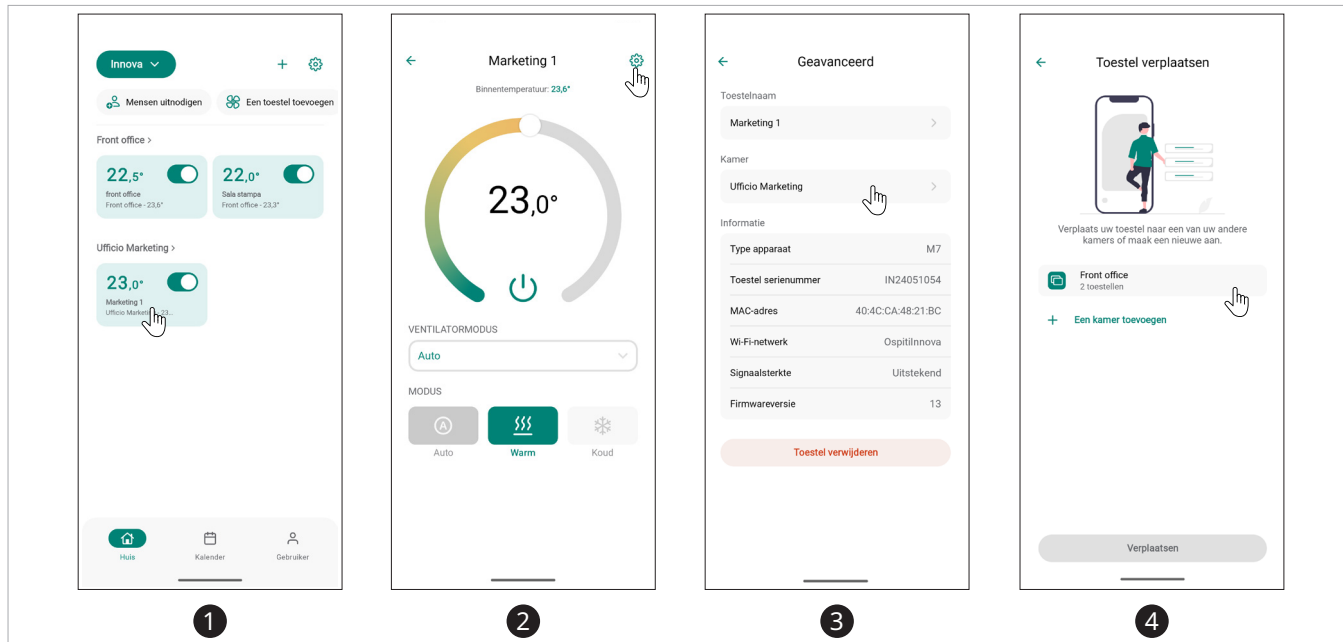 Innova
Mensen uitnodigen
Een toestel toevoegen
Front office >
22,5°
front office
Front office - 23,6°
22,0°
Sala stampa
Front office - 23,3°
Ufficio Marketing >
23,0°
Marketing 1
Ufficio Marketi - 23...
Huis
Kalender
Gebruiker
1
Marketing 1
Binnentemperatuur: 23,6°
23,0°
VENTILATORMODUS
Auto
MODUS
A
Auto
Warm
Koud
2
Geavanceerd
Toestelnaam
Marketing 1
Kamer
Ufficio Marketing
Informatie
Type apparaat M7
Toestel serienummer IN24051054
MAC-adres 40:4C:CA:48:21:BC
Wi-Fi-netwerk OspitiInnova
Signaalsterkte Uitstekend
Firmwareversie 13
Toestel verwijderen
3
Toestel verplaatsen
Verplaats uw toestel naar een van uw andere
kamers of maak een nieuwe aan.
Front office
2 toestellen
+ Een kamer toevoegen
Verplaatsen
4